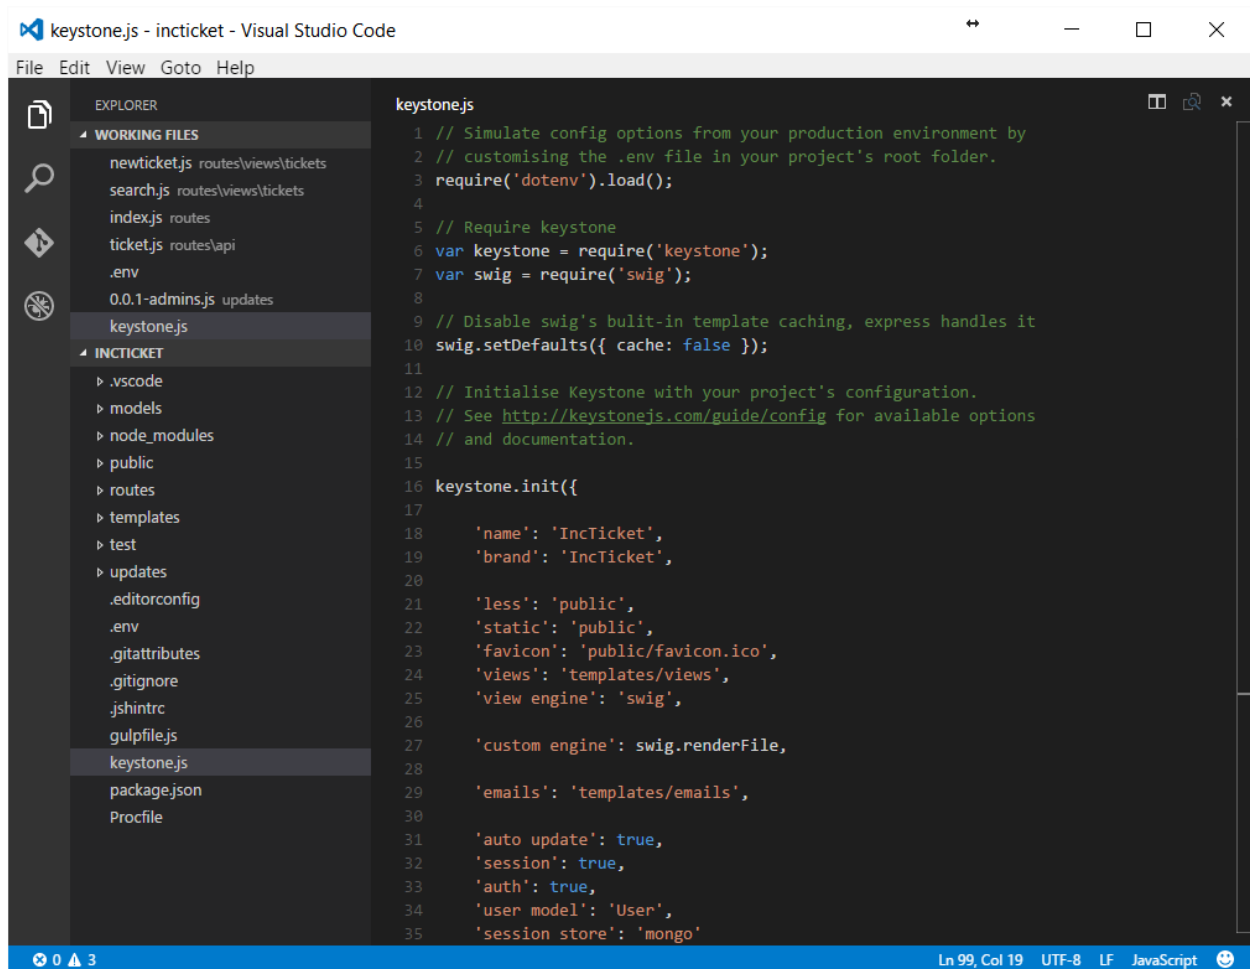 keystone.js - incticket - Visual Studio Code
File Edit View Goto Help
EXPLORER
WORKING FILES
newticket.js routes\views\tickets
search.js routes\views\tickets
index.js routes
ticket.js routes\api
.env
0.0.1-admins.js updates
keystone.js
INCTICKET
.vscode
models
node_modules
public
routes
templates
test
updates
.editorconfig
.env
.gitattributes
.gitignore
.jshintrc
gulpfile.js
keystone.js
package.json
Procfile
keystone.js
1 // Simulate config options from your production environment by
2 // customising the .env file in your project's root folder.
3 require('dotenv').load();
4
5 // Require keystone
6 var keystone = require('keystone');
7 var swig = require('swig');
8
9 // Disable swig's bulit-in template caching, express handles it
10 swig.setDefaults({ cache: false });
11
12 // Initialise Keystone with your project's configuration.
13 // See http://keystonejs.com/guide/config for available options
14 // and documentation.
15
16 keystone.init({
17
18     'name': 'IncTicket',
19     'brand': 'IncTicket',
20
21     'less': 'public',
22     'static': 'public',
23     'favicon': 'public/favicon.ico',
24     'views': 'templates/views',
25     'view engine': 'swig',
26
27     'custom engine': swig.renderFile,
28
29     'emails': 'templates/emails',
30
31     'auto update': true,
32     'session': true,
33     'auth': true,
34     'user model': 'User',
35     'session store': 'mongo'
0 3
Ln 99, Col 19 UTF-8 LF JavaScript